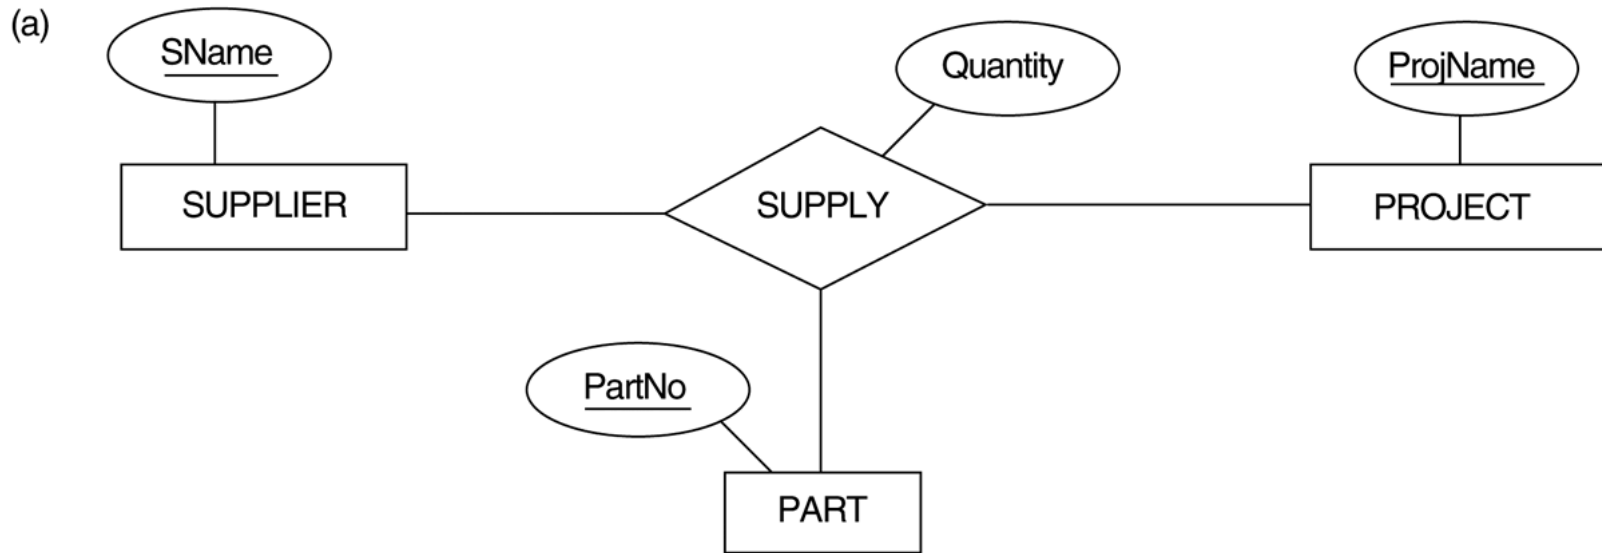 (a)
SName
Quantity
ProjName
SUPPLIER
SUPPLY
PROJECT
PartNo
PART